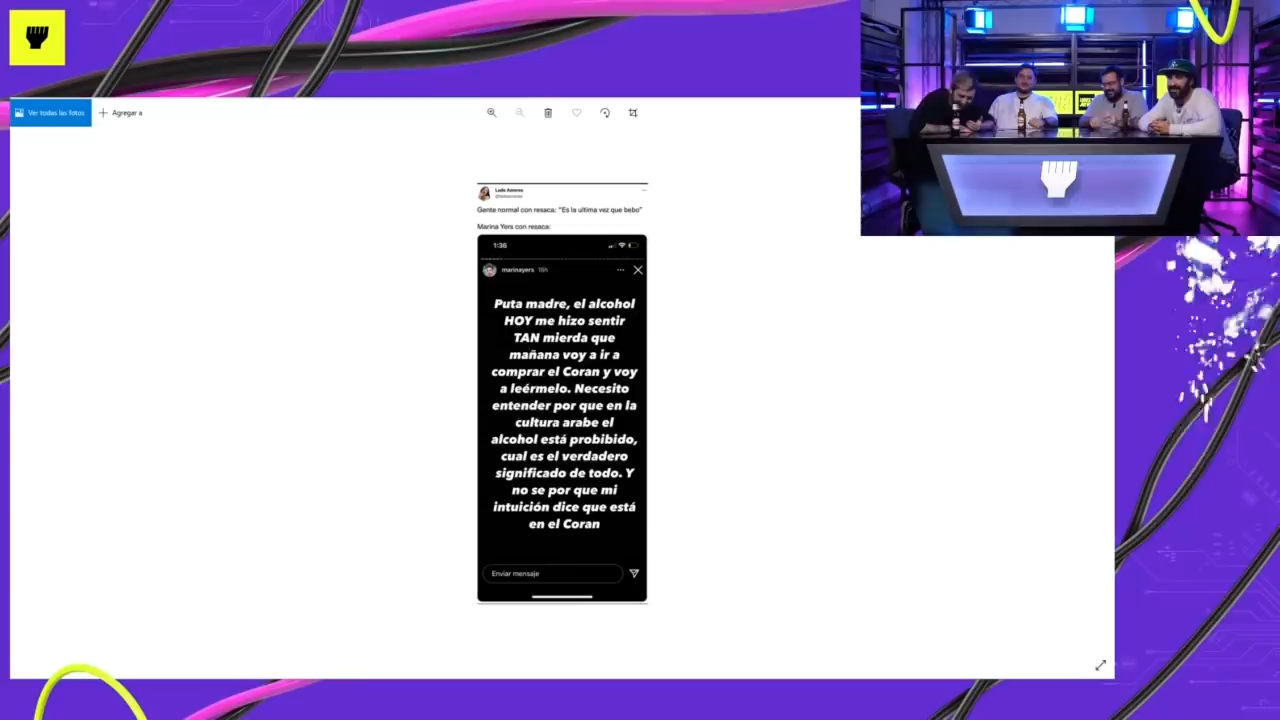 Ver todas las fotos
Agregar a
Gente normal con resaca: "Es la ultima vez que bebo"
Marina Yers con resaca:
1:36
marinayers 16h
Puta madre, el alcohol
HOY me hizo sentir
TAN mierda que
mañana voy a ir a
comprar el Coran y voy
a leérmelo. Necesito
entender por que en la
cultura arabe el
alcohol está probibido,
cual es el verdadero
significado de todo. Y
no se por que mi
intuición dice que está
en el Coran
Enviar mensaje